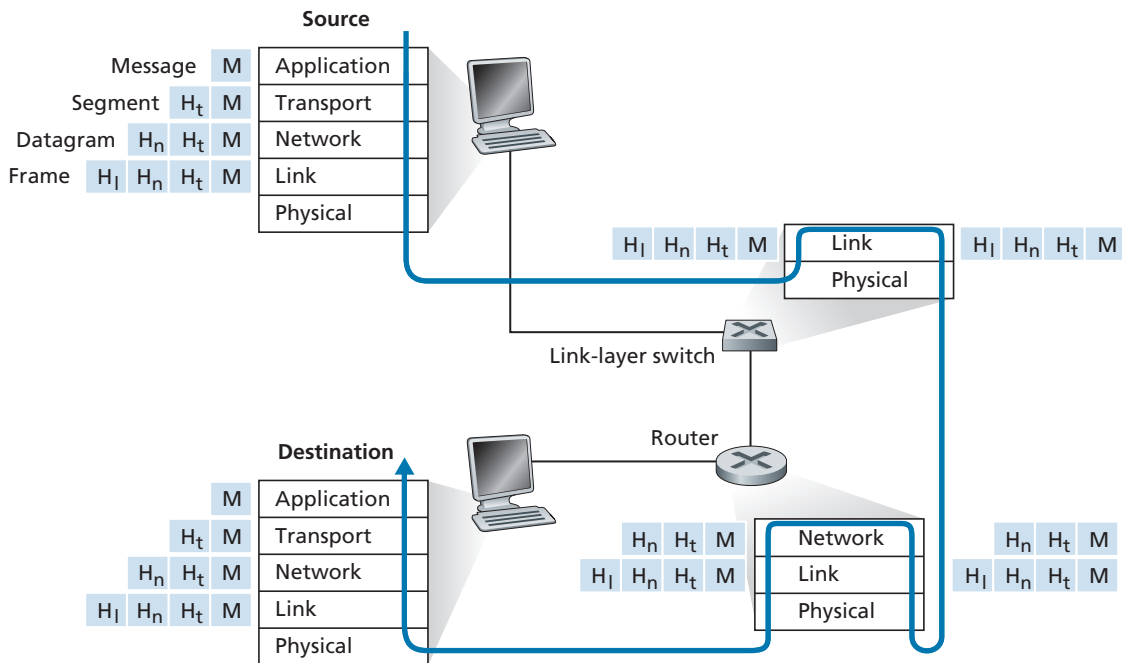 Source
Message M Application
Segment Ht M Transport
Datagram Hn Ht M Network
Frame Hl Hn Ht M Link
Physical
Hl Hn Ht M Link Hl Hn Ht M
Physical
Link-layer switch
Router
Destination
M Application
Ht M Transport
Hn Ht M Network
Hl Hn Ht M Link
Physical
Hn Ht M Network Hn Ht M
Hl Hn Ht M Link Hl Hn Ht M
Physical